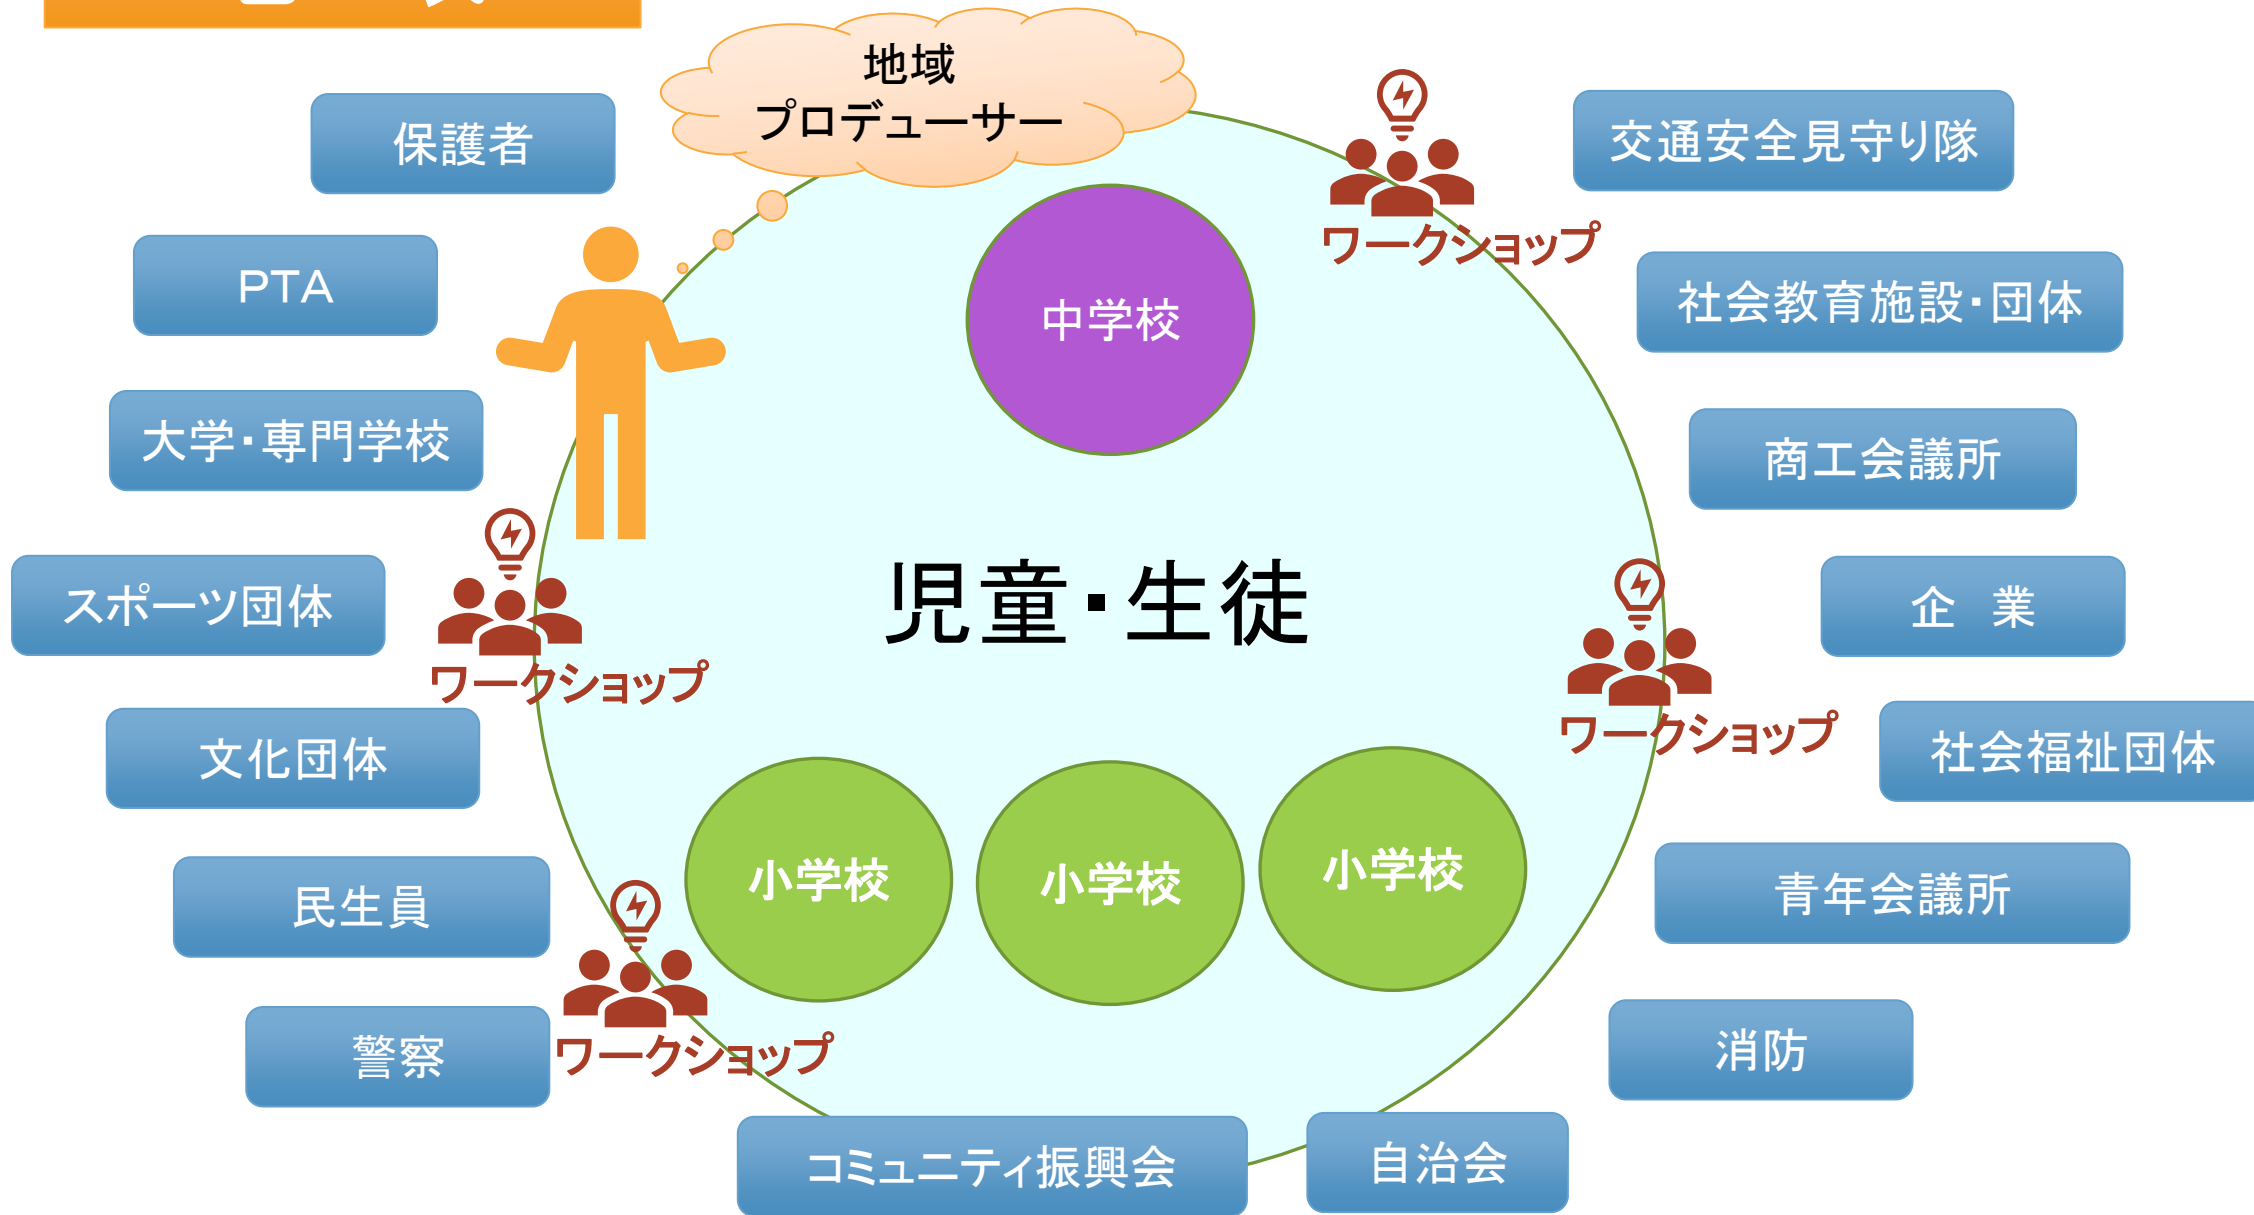 地域
プロデューサー
保護者
交通安全見守り隊
ワークショップ
PTA
社会教育施設・団体
中学校
大学・専門学校
商工会議所
児童・生徒
スポーツ団体
企　業
ワークショップ
ワークショップ
文化団体
社会福祉団体
小学校
小学校
小学校
民生員
青年会議所
警察
ワークショップ
消防
コミュニティ振興会
自治会